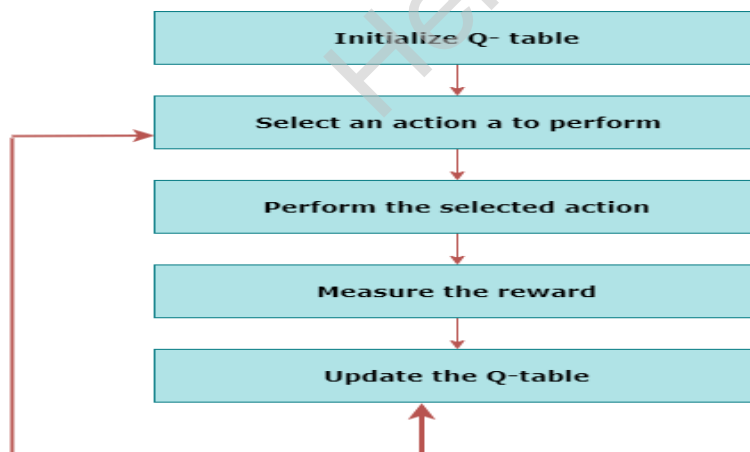 Initialize Q- table
Select an action a to perform
Perform the selected action
Measure the reward
Update the Q-table